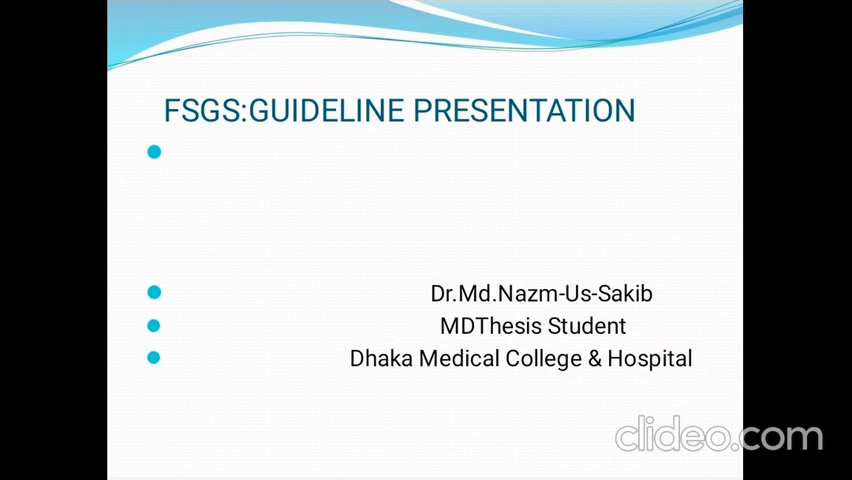 FSGS:GUIDELINE PRESENTATION
Dr.Md.Nazm-Us-Sakib
MDThesis Student
Dhaka Medical College & Hospital
clideo.com